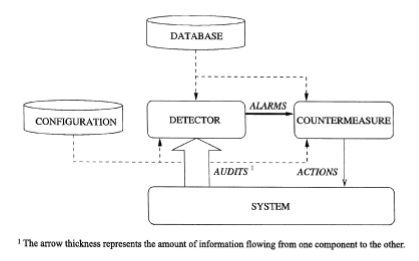 DATABASE
ALARMS
CONFIGURATION
DETECTOR
COUNTERMEASURE
AUDITS 1
ACTIONS
SYSTEM
1 The arrow thickness represents the amount of information flowing from one component to the other.